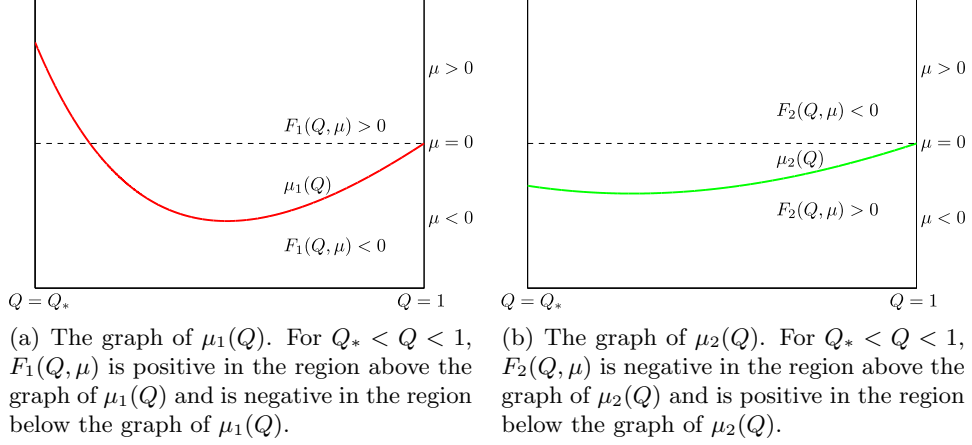 μ > 0
F₁(Q, μ) > 0
μ = 0
μ₁(Q)
μ < 0
F₁(Q, μ) < 0
Q = Q∗
Q = 1
(a) The graph of μ₁(Q). For Q∗ < Q < 1,
F₁(Q, μ) is positive in the region above the
graph of μ₁(Q) and is negative in the region
below the graph of μ₁(Q).
μ > 0
F₂(Q, μ) < 0
μ = 0
μ₂(Q)
F₂(Q, μ) > 0
μ < 0
Q = Q∗
Q = 1
(b) The graph of μ₂(Q). For Q∗ < Q < 1,
F₂(Q, μ) is negative in the region above the
graph of μ₂(Q) and is positive in the region
below the graph of μ₂(Q).